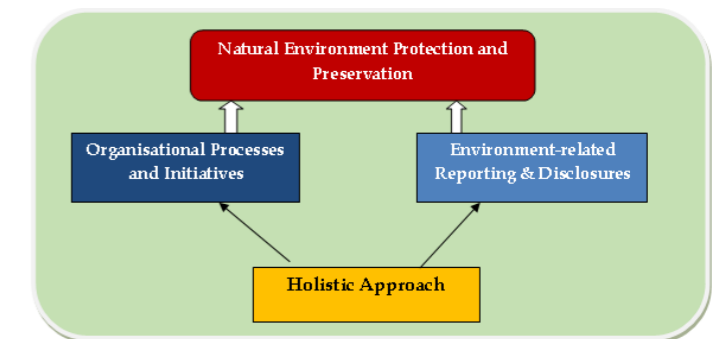 Natural Environment Protection and
Preservation
Organisational Processes
and Initiatives
Environment-related
Reporting & Disclosures
Holistic Approach